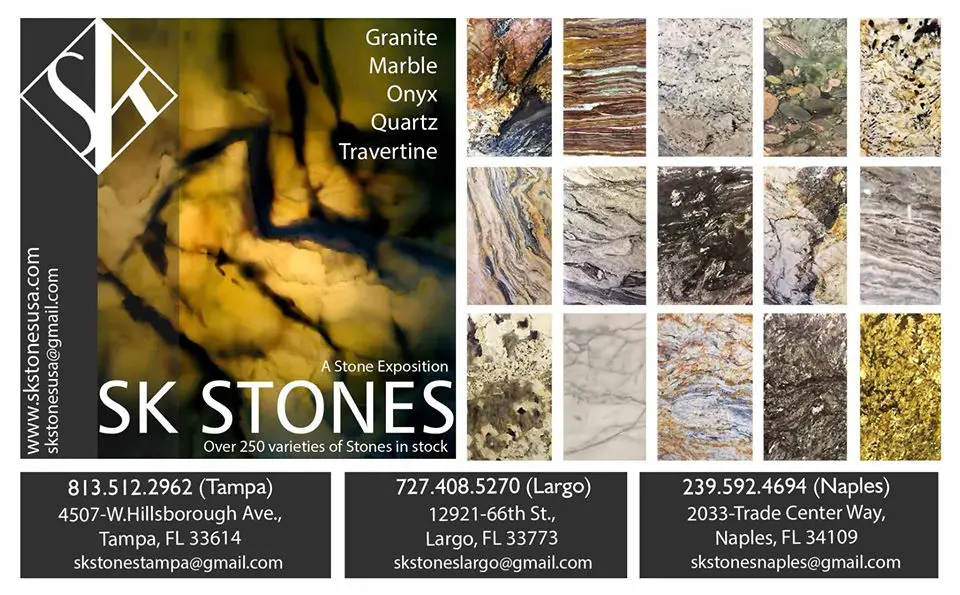 SK
Granite
Marble
Onyx
Quartz
Travertine
www.skstonesusa.com
skstonesusa@gmail.com
A Stone Exposition
SK STONES
Over 250 varieties of Stones in stock
813.512.2962 (Tampa)
4507-W.Hillsborough Ave.,
Tampa, FL 33614
skstonestampa@gmail.com
727.408.5270 (Largo)
12921-66th St.,
Largo, FL 33773
skstoneslargo@gmail.com
239.592.4694 (Naples)
2033-Trade Center Way,
Naples, FL 34109
skstonesnaples@gmail.com